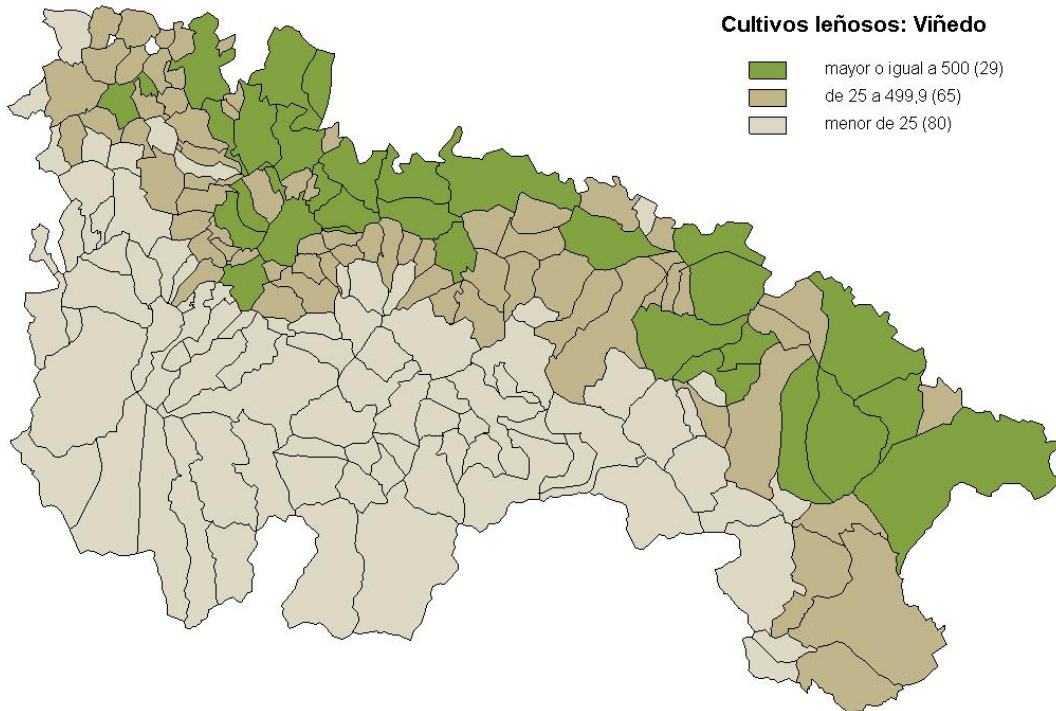 Cultivos leñosos: Viñedo
mayor o igual a 500 (29)
de 25 a 499,9 (65)
menor de 25 (80)